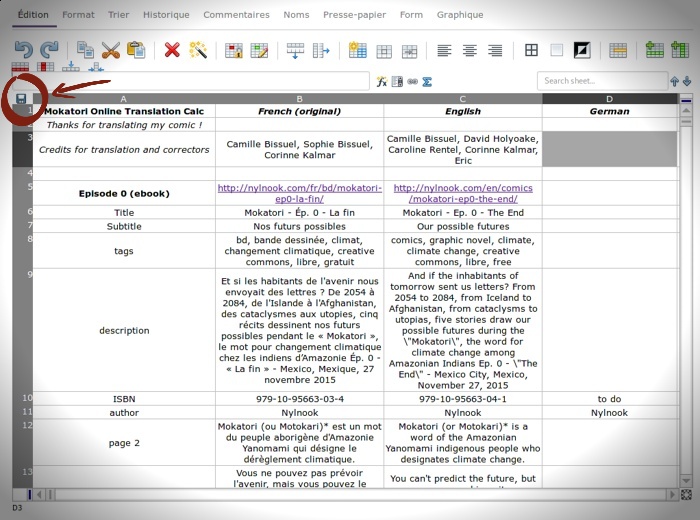 Édition Format Trier Historique Commentaires Noms Presse-papier Form Graphique
fx Σ Search sheet...
A B C D
1 Mokatori Online Translation Calc French (original) English German
Thanks for translating my comic !
3 Credits for translation and correctors
Camille Bissuel, Sophie Bissuel,
Corinne Kalmar
Camille Bissuel, David Holyoake,
Caroline Rentel, Corinne Kalmar,
Eric
4
5 Episode 0 (ebook)
http://nylnook.com/fr/bd/mokatori-
ep0-la-fin/
http://nylnook.com/en/comics
/mokatori-ep0-the-end/
6 Title Mokatori - Ép. 0 - La fin Mokatori - Ep. 0 - The End
7 Subtitle Nos futurs possibles Our possible futures
8 tags
bd, bande dessinée, climat,
changement climatique, creative
commons, libre, gratuit
comics, graphic novel, climate,
climate change, creative
commons, libre, free
9 description
Et si les habitants de l'avenir nous
envoyait des lettres ? De 2054 à
2084, de l'Islande à l'Afghanistan,
des cataclysmes aux utopies, cinq
récits dessinent nos futurs
possibles pendant le « Mokatori »,
le mot pour changement climatique
chez les indiens d'Amazonie Ép. 0 -
« La fin » - Mexico, Mexique, 27
novembre 2015
And if the inhabitants of
tomorrow sent us letters? From
2054 to 2084, from Iceland to
Afghanistan, from cataclysms to
utopias, five stories draw our
possible futures during the
\"Mokatori\", the word for
climate change among
Amazonian Indians Ep. 0 - \"The
End\" - Mexico City, Mexico,
November 27, 2015
10 ISBN 979-10-95663-03-4 979-10-95663-04-1 to do
11 author Nylnook Nylnook Nylnook
12 page 2
Mokatori (ou Motokari)* est un mot
du peuple aborigène d'Amazonie
Yanomami qui désigne le
dérèglement climatique.
Mokatori (or Motokari)* is a
word of the Amazonian
Yanomami indigenous people who
designates climate change.
13
Vous ne pouvez pas prévoir
l'avenir, mais vous pouvez le
You can't predict the future, but
D3